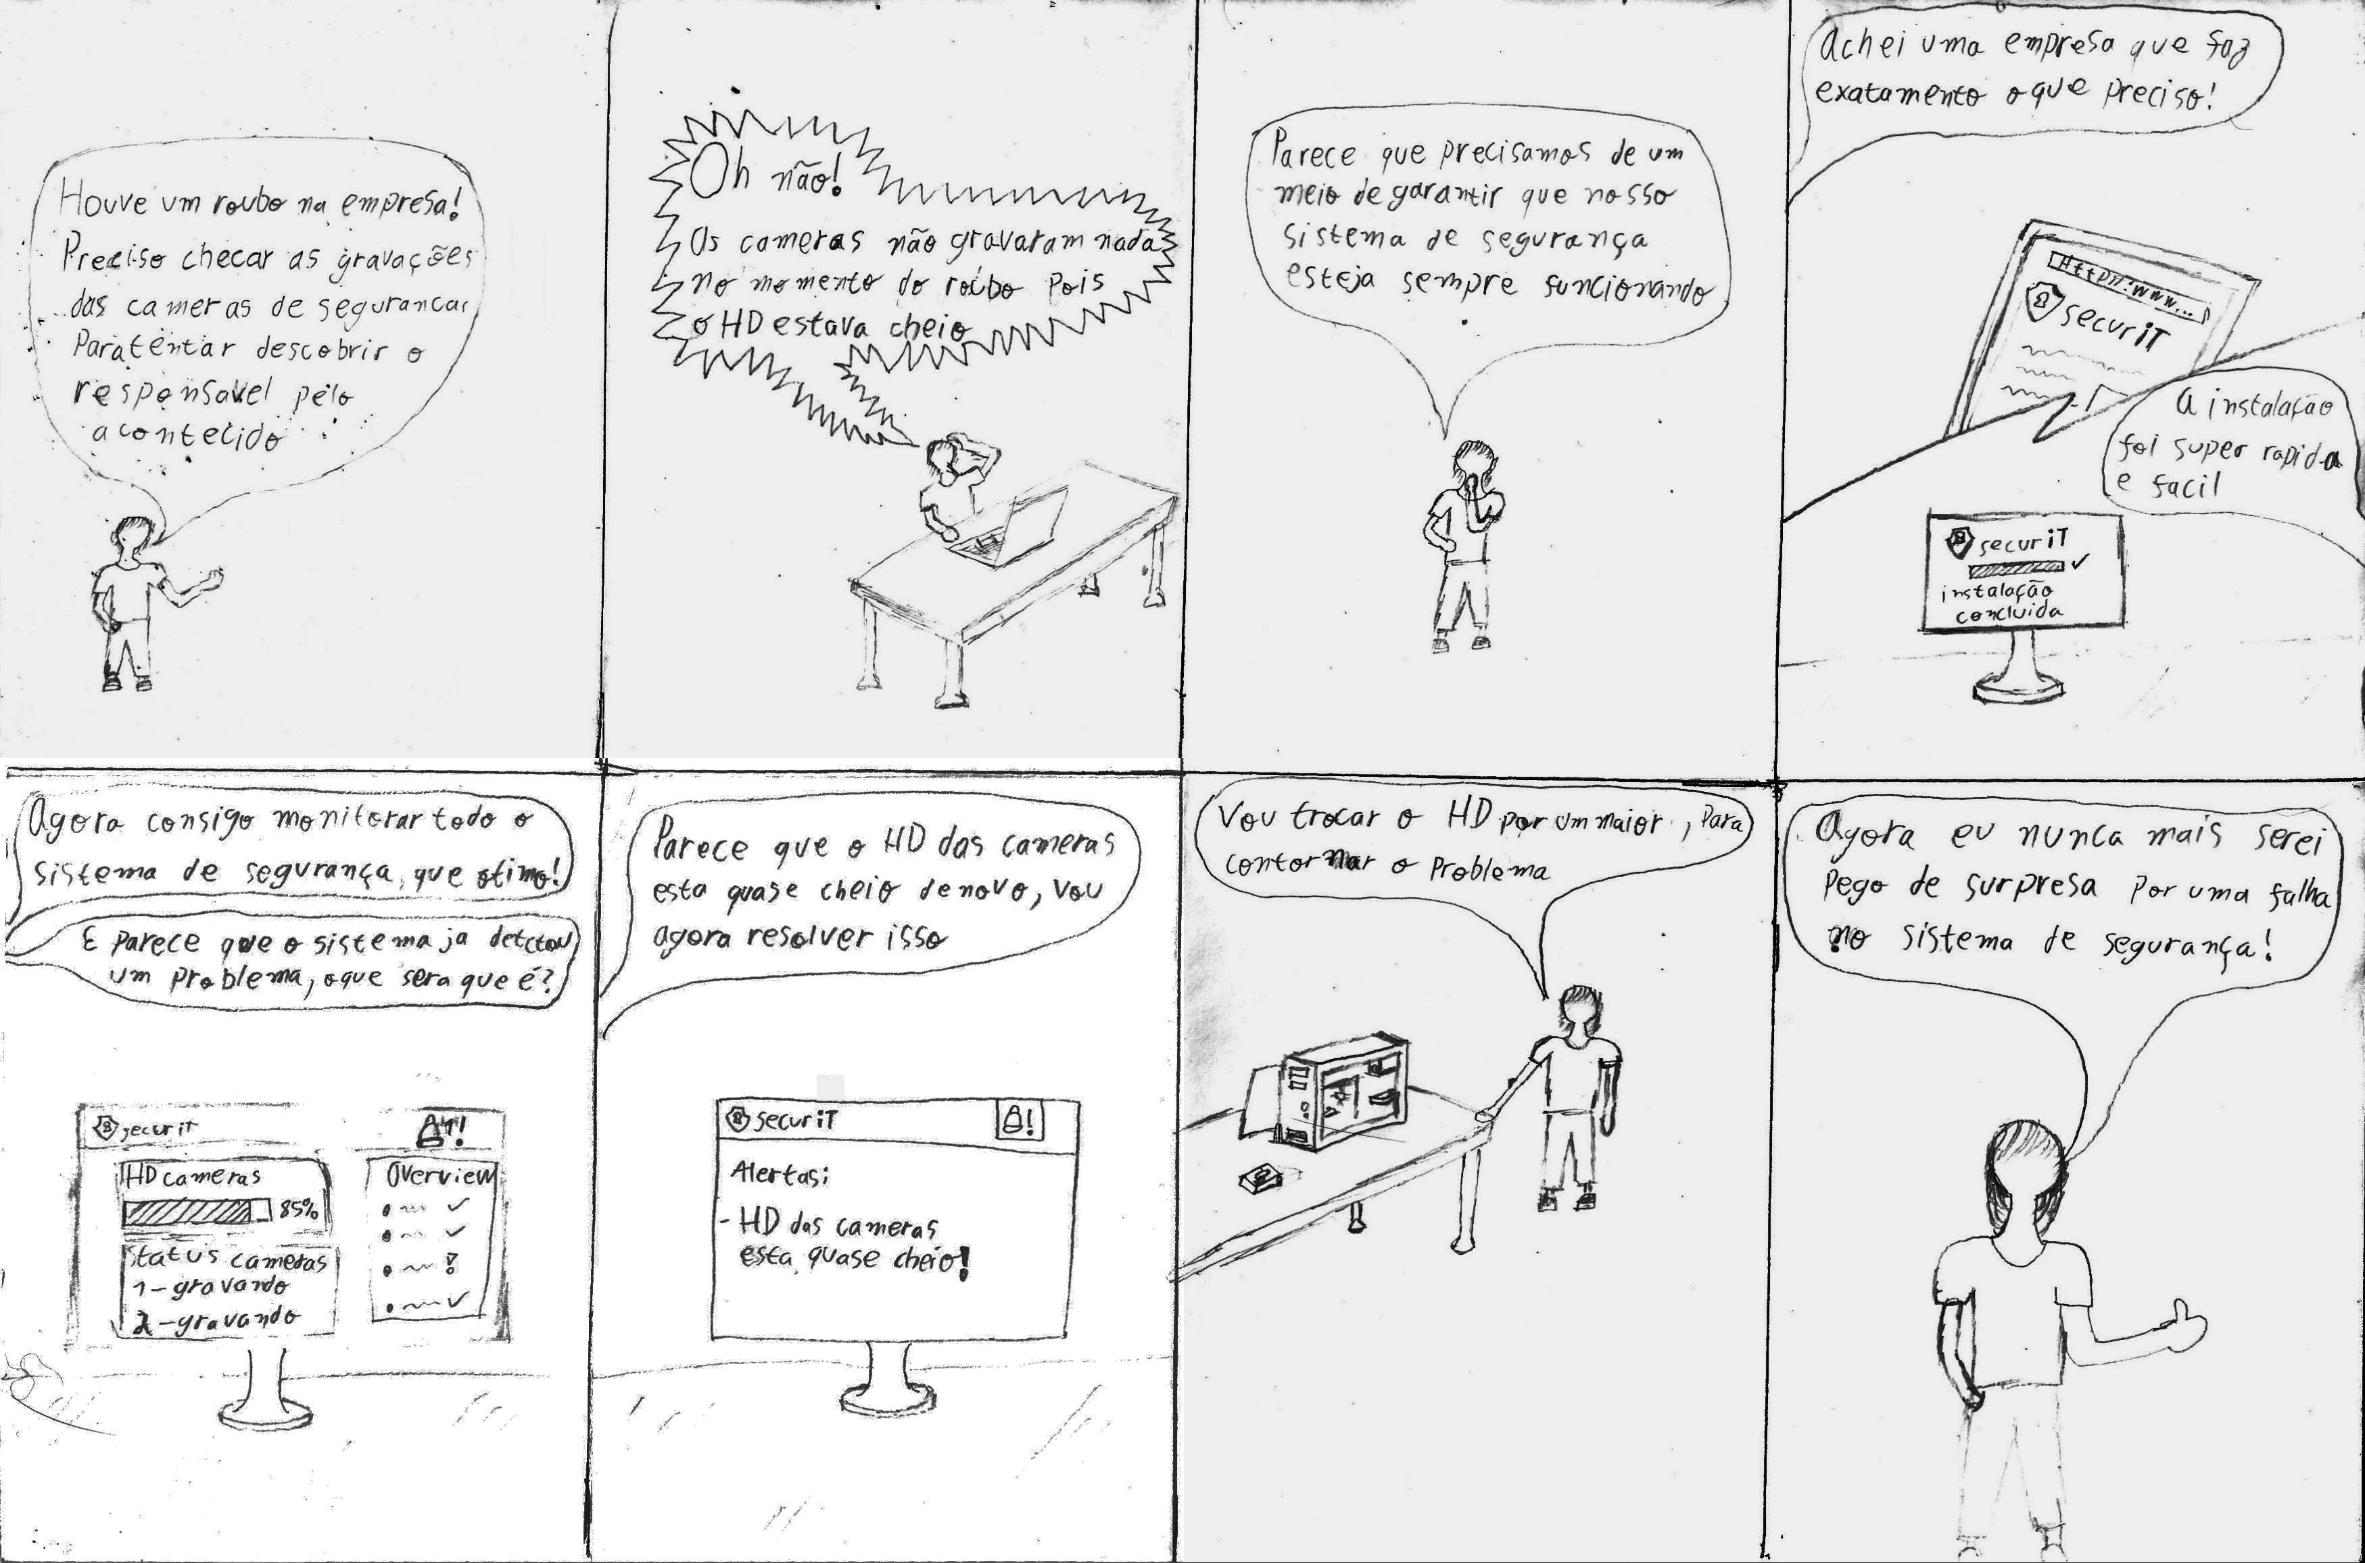 Houve um roubo na empresa!
Preciso checar as gravações
das cameras de segurancar
Para tentar descobrir o
responsavel pelo
acontecido
Oh não!
Os cameras não gravaram nada
no momento do roubo pois
o HD estava cheio
Parece que precisamos de um
meio de garantir que nosso
sistema de segurança
esteja sempre funcionando
Achei uma empresa que faz
exatamento o que preciso!
Http://:www...
securiT
A instalação
foi super rapida
e facil
securiT
instalação
concluida
Agora consigo monitorar todo o
sistema de segurança, que otimo!
E parece que o sistema ja detctou
um problema, oque sera que é?
securiT
HD cameras
85%
Status cameras
1-gravando
2-gravando
Overview
Parece que o HD das cameras
esta quase cheio denovo, vou
agora resolver isso
securiT
Alertas;
- HD das cameras
esta quase cheio!
Vou trocar o HD por um maior, para
contornar o problema
Agora eu nunca mais serei
pego de surpresa por uma falha
no sistema de segurança!